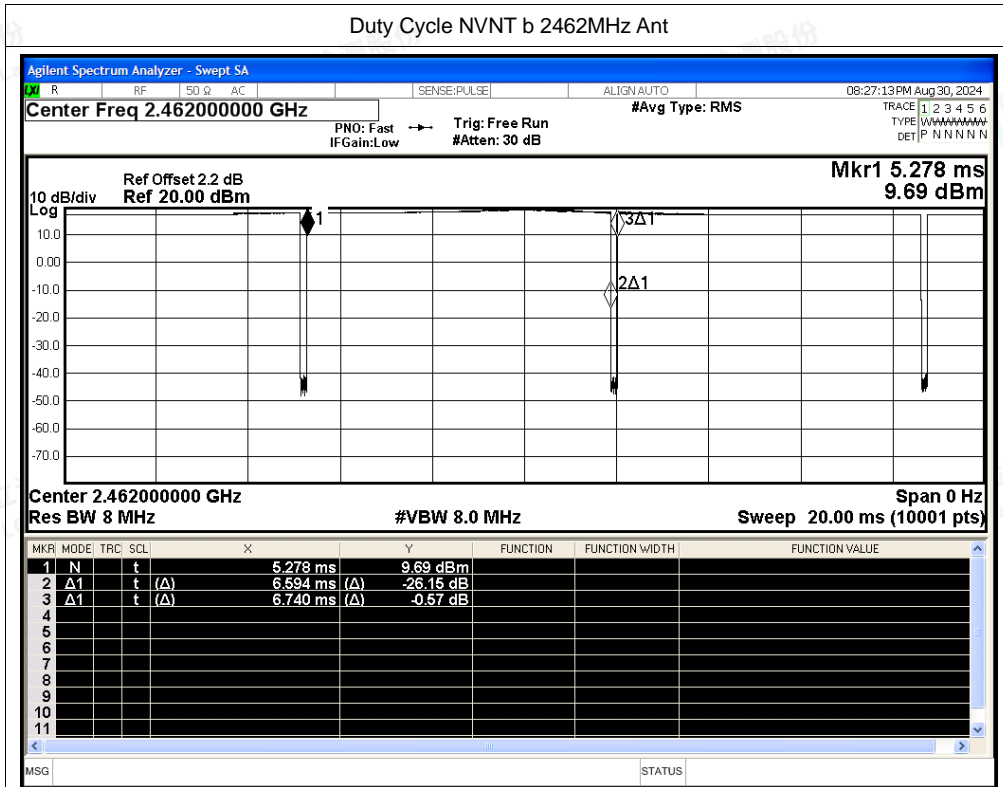 Duty Cycle NVNT b 2462MHz Ant
Agilent Spectrum Analyzer - Swept SA
LXI R RF 50 Ω AC SENSE:PULSE ALIGN AUTO 08:27:13 PM Aug 30, 2024
Center Freq 2.462000000 GHz #Avg Type: RMS TRACE 1 2 3 4 5 6
PNO: Fast Trig: Free Run TYPE WWWWWW
IFGain:Low #Atten: 30 dB DET P N N N N N
Mkr1 5.278 ms
Ref Offset 2.2 dB
10 dB/div Ref 20.00 dBm 9.69 dBm
Log
1 3Δ1
10.0
0.00
2Δ1
-10.0
-20.0
-30.0
-40.0
-50.0
-60.0
-70.0
Center 2.462000000 GHz Span 0 Hz
Res BW 8 MHz #VBW 8.0 MHz Sweep 20.00 ms (10001 pts)
MKR MODE TRC SCL X Y FUNCTION FUNCTION WIDTH FUNCTION VALUE
1 N t 5.278 ms 9.69 dBm
2 Δ1 t (Δ) 6.594 ms (Δ) -26.15 dB
3 Δ1 t (Δ) 6.740 ms (Δ) -0.57 dB
4
5
6
7
8
9
10
11
MSG STATUS